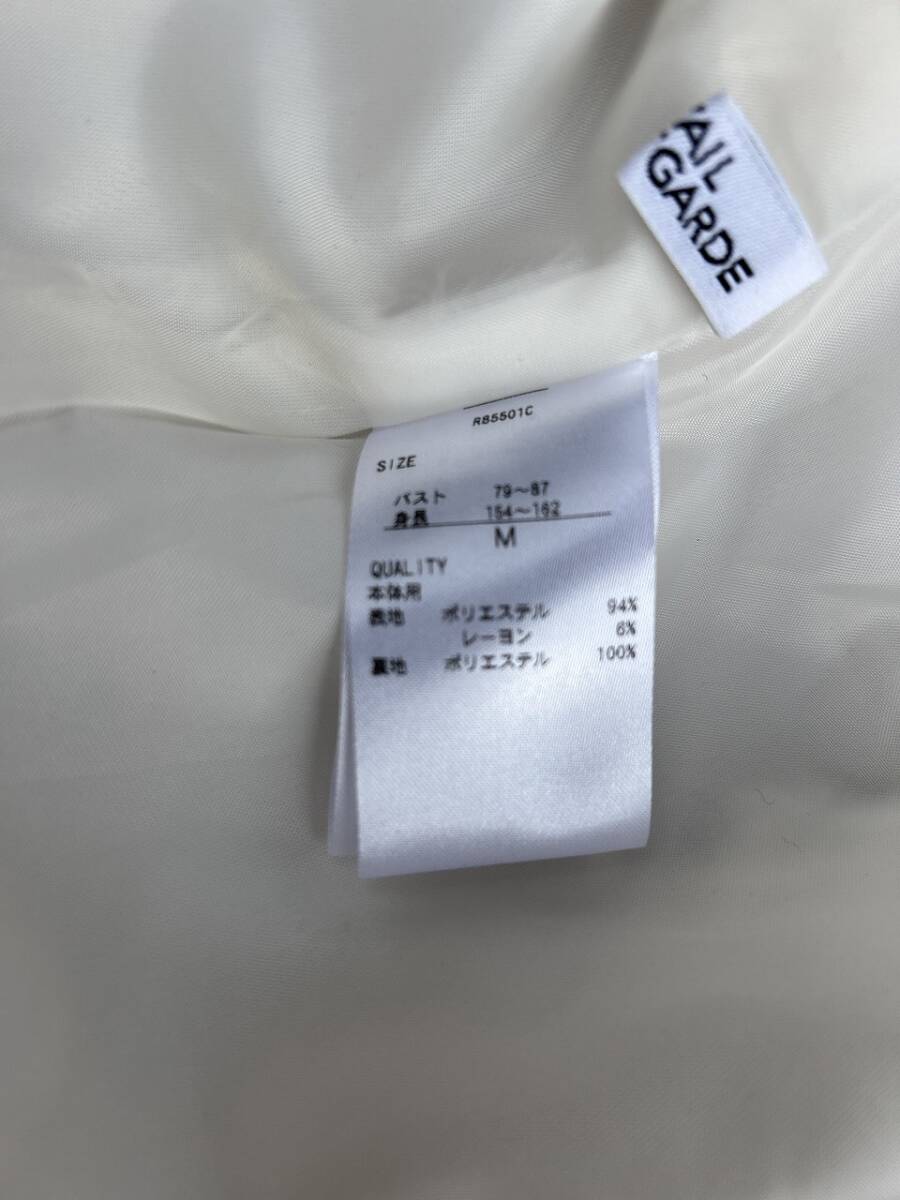 AIL
GARDE
R85501C
SIZE
バスト 79～87
身長 154～162
M
QUALITY
本体用
表地 ポリエステル 94%
レーヨン 6%
裏地 ポリエステル 100%